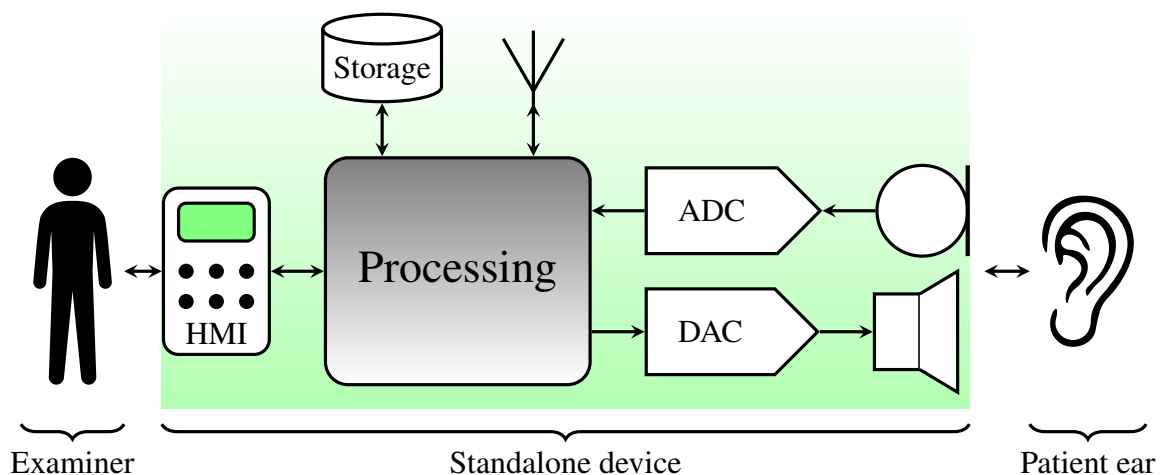 Storage
ADC
Processing
DAC
HMI
Examiner
Standalone device
Patient ear